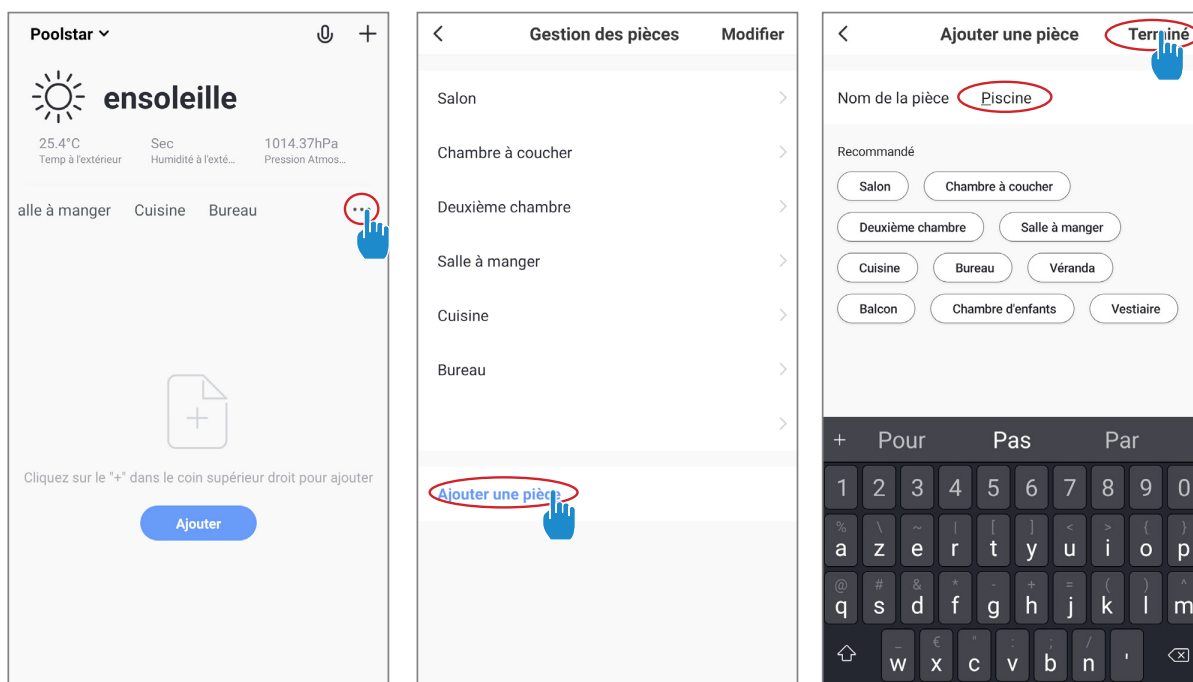 Poolstar
ensoleille
25.4°C Sec 1014.37hPa
Temp à l'extérieur Humidité à l'exté... Pression Atmos...
alle à manger Cuisine Bureau ...
Cliquez sur le "+" dans le coin supérieur droit pour ajouter
Ajouter
Gestion des pièces Modifier
Salon
Chambre à coucher
Deuxième chambre
Salle à manger
Cuisine
Bureau
Ajouter une pièce
Ajouter une pièce Terminé
Nom de la pièce Piscine
Recommandé
Salon Chambre à coucher
Deuxième chambre Salle à manger
Cuisine Bureau Véranda
Balcon Chambre d'enfants Vestiaire
+ Pour Pas Par
1 2 3 4 5 6 7 8 9 0
% \ ~ | [ ] < > { }
a z e r t y u i o p
@ # & * - + = ( ) ^
q s d f g h j k l m
_ € " : ; /
w x c v b n '